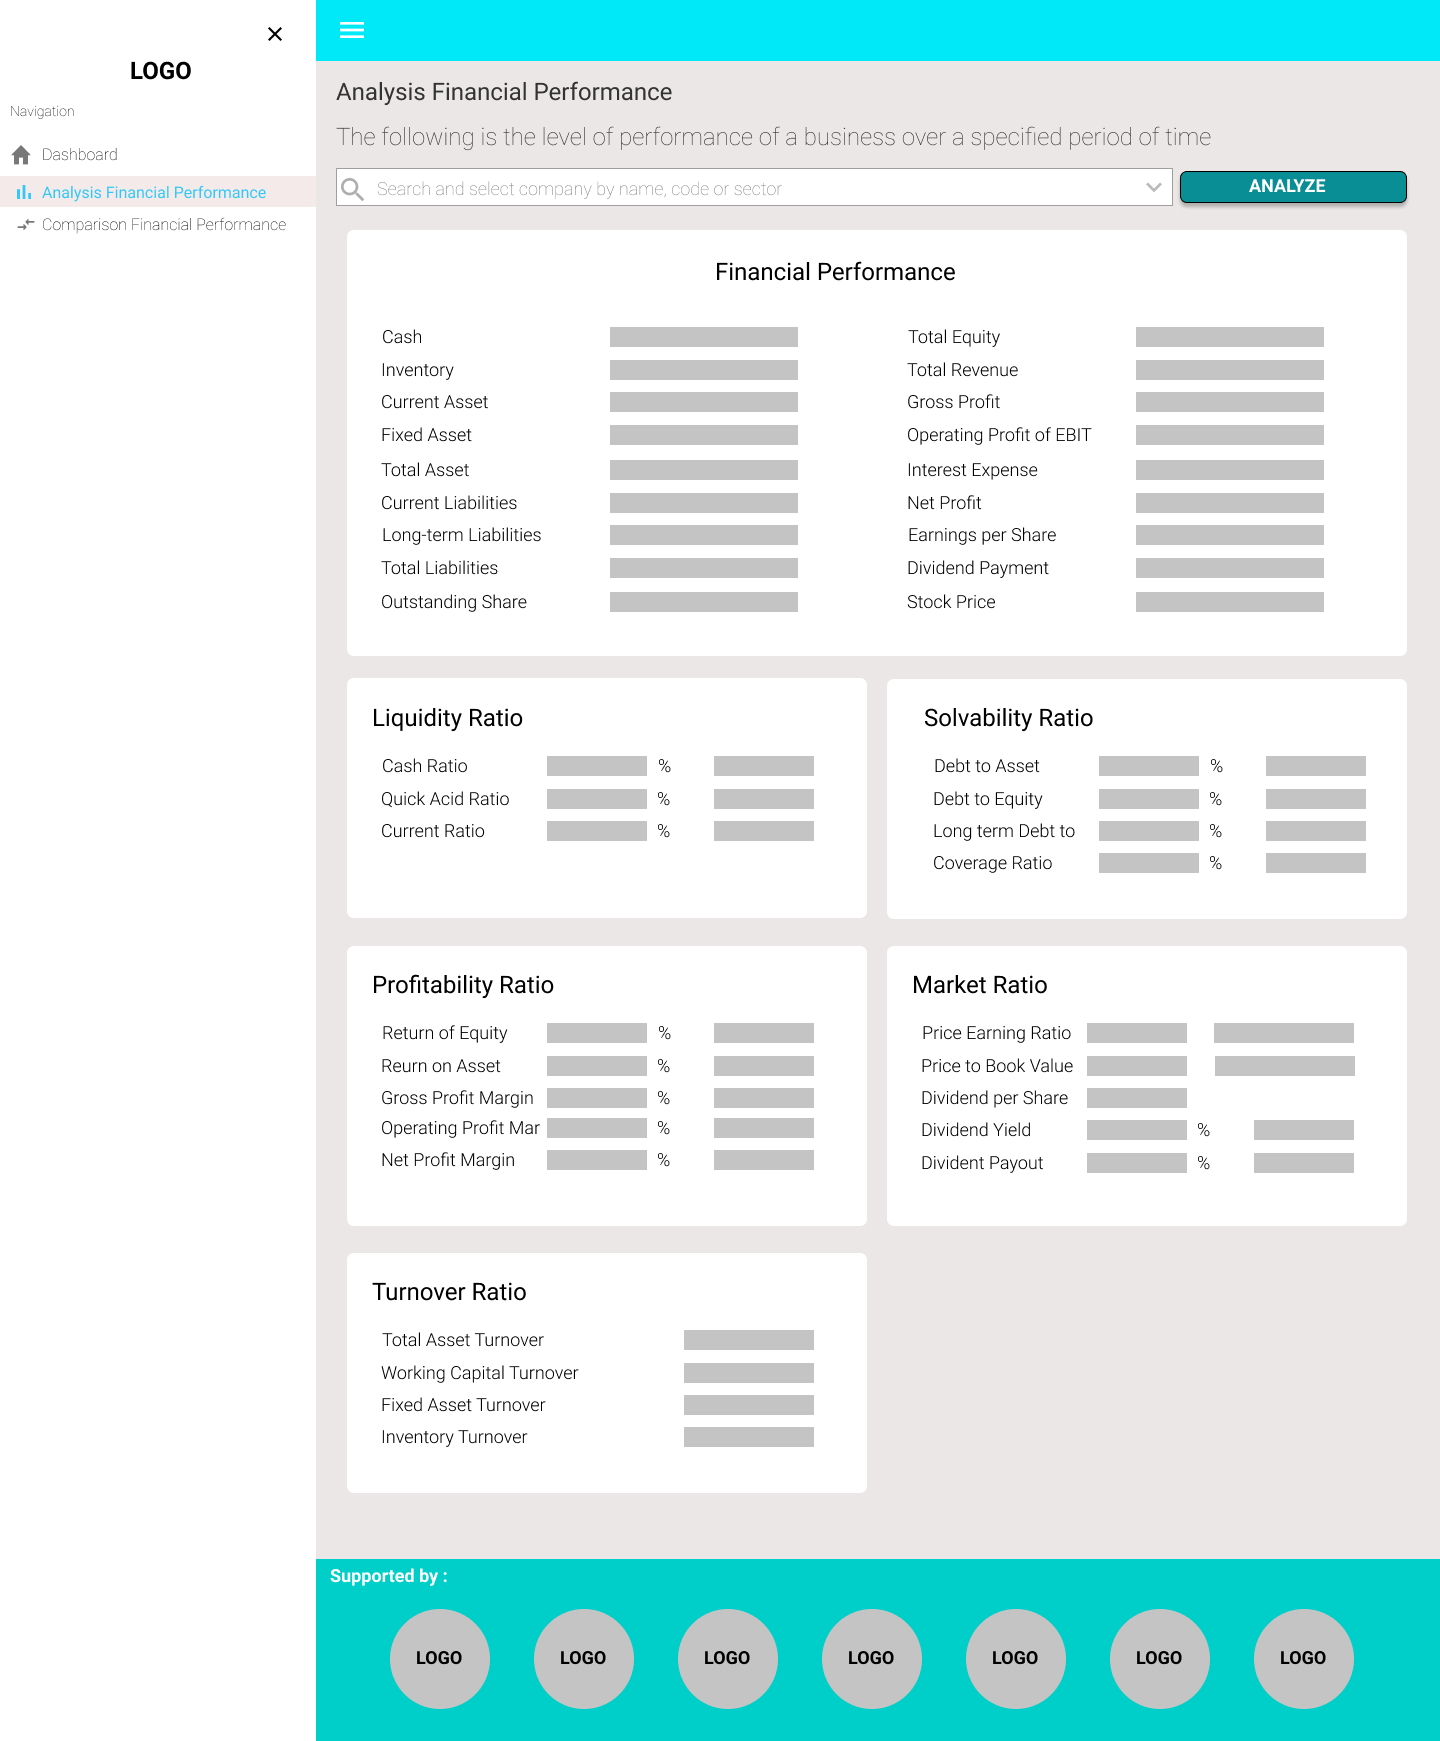 LOGO
Navigation
Dashboard
Analysis Financial Performance
Comparison Financial Performance
Analysis Financial Performance
The following is the level of performance of a business over a specified period of time
Search and select company by name, code or sector
ANALYZE
Financial Performance
Cash
Inventory
Current Asset
Fixed Asset
Total Asset
Current Liabilities
Long-term Liabilities
Total Liabilities
Outstanding Share
Total Equity
Total Revenue
Gross Profit
Operating Profit of EBIT
Interest Expense
Net Profit
Earnings per Share
Dividend Payment
Stock Price
Liquidity Ratio
Cash Ratio %
Quick Acid Ratio %
Current Ratio %
Solvability Ratio
Debt to Asset %
Debt to Equity %
Long term Debt to %
Coverage Ratio %
Profitability Ratio
Return of Equity %
Reurn on Asset %
Gross Profit Margin %
Operating Profit Mar %
Net Profit Margin %
Market Ratio
Price Earning Ratio
Price to Book Value
Dividend per Share
Dividend Yield %
Divident Payout %
Turnover Ratio
Total Asset Turnover
Working Capital Turnover
Fixed Asset Turnover
Inventory Turnover
Supported by :
LOGO LOGO LOGO LOGO LOGO LOGO LOGO